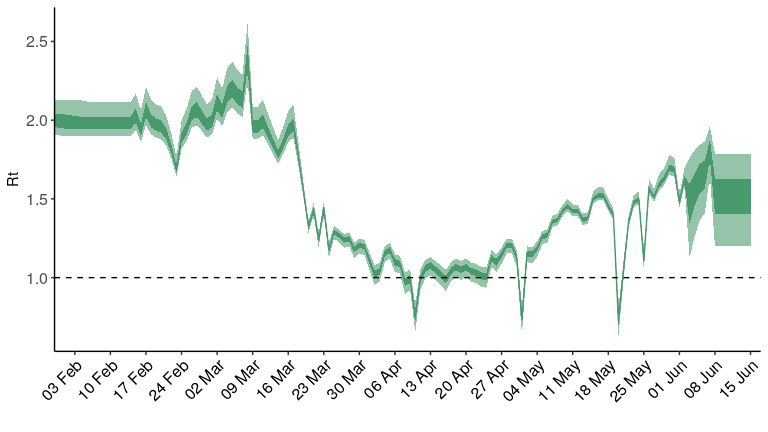 Rt
2.5
2.0
1.5
1.0
03 Feb
10 Feb
17 Feb
24 Feb
02 Mar
09 Mar
16 Mar
23 Mar
30 Mar
06 Apr
13 Apr
20 Apr
27 Apr
04 May
11 May
18 May
25 May
01 Jun
08 Jun
15 Jun